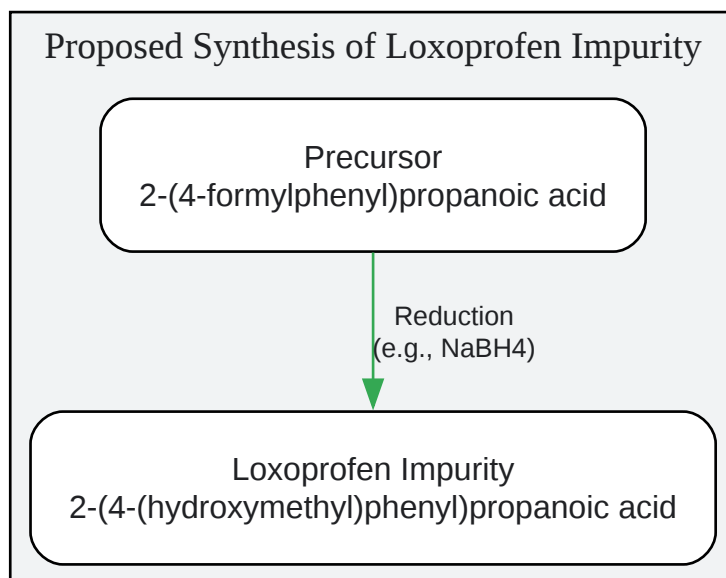 Proposed Synthesis of Loxoprofen Impurity
Precursor
2-(4-formylphenyl)propanoic acid
Reduction
(e.g., NaBH4)
Loxoprofen Impurity
2-(4-(hydroxymethyl)phenyl)propanoic acid